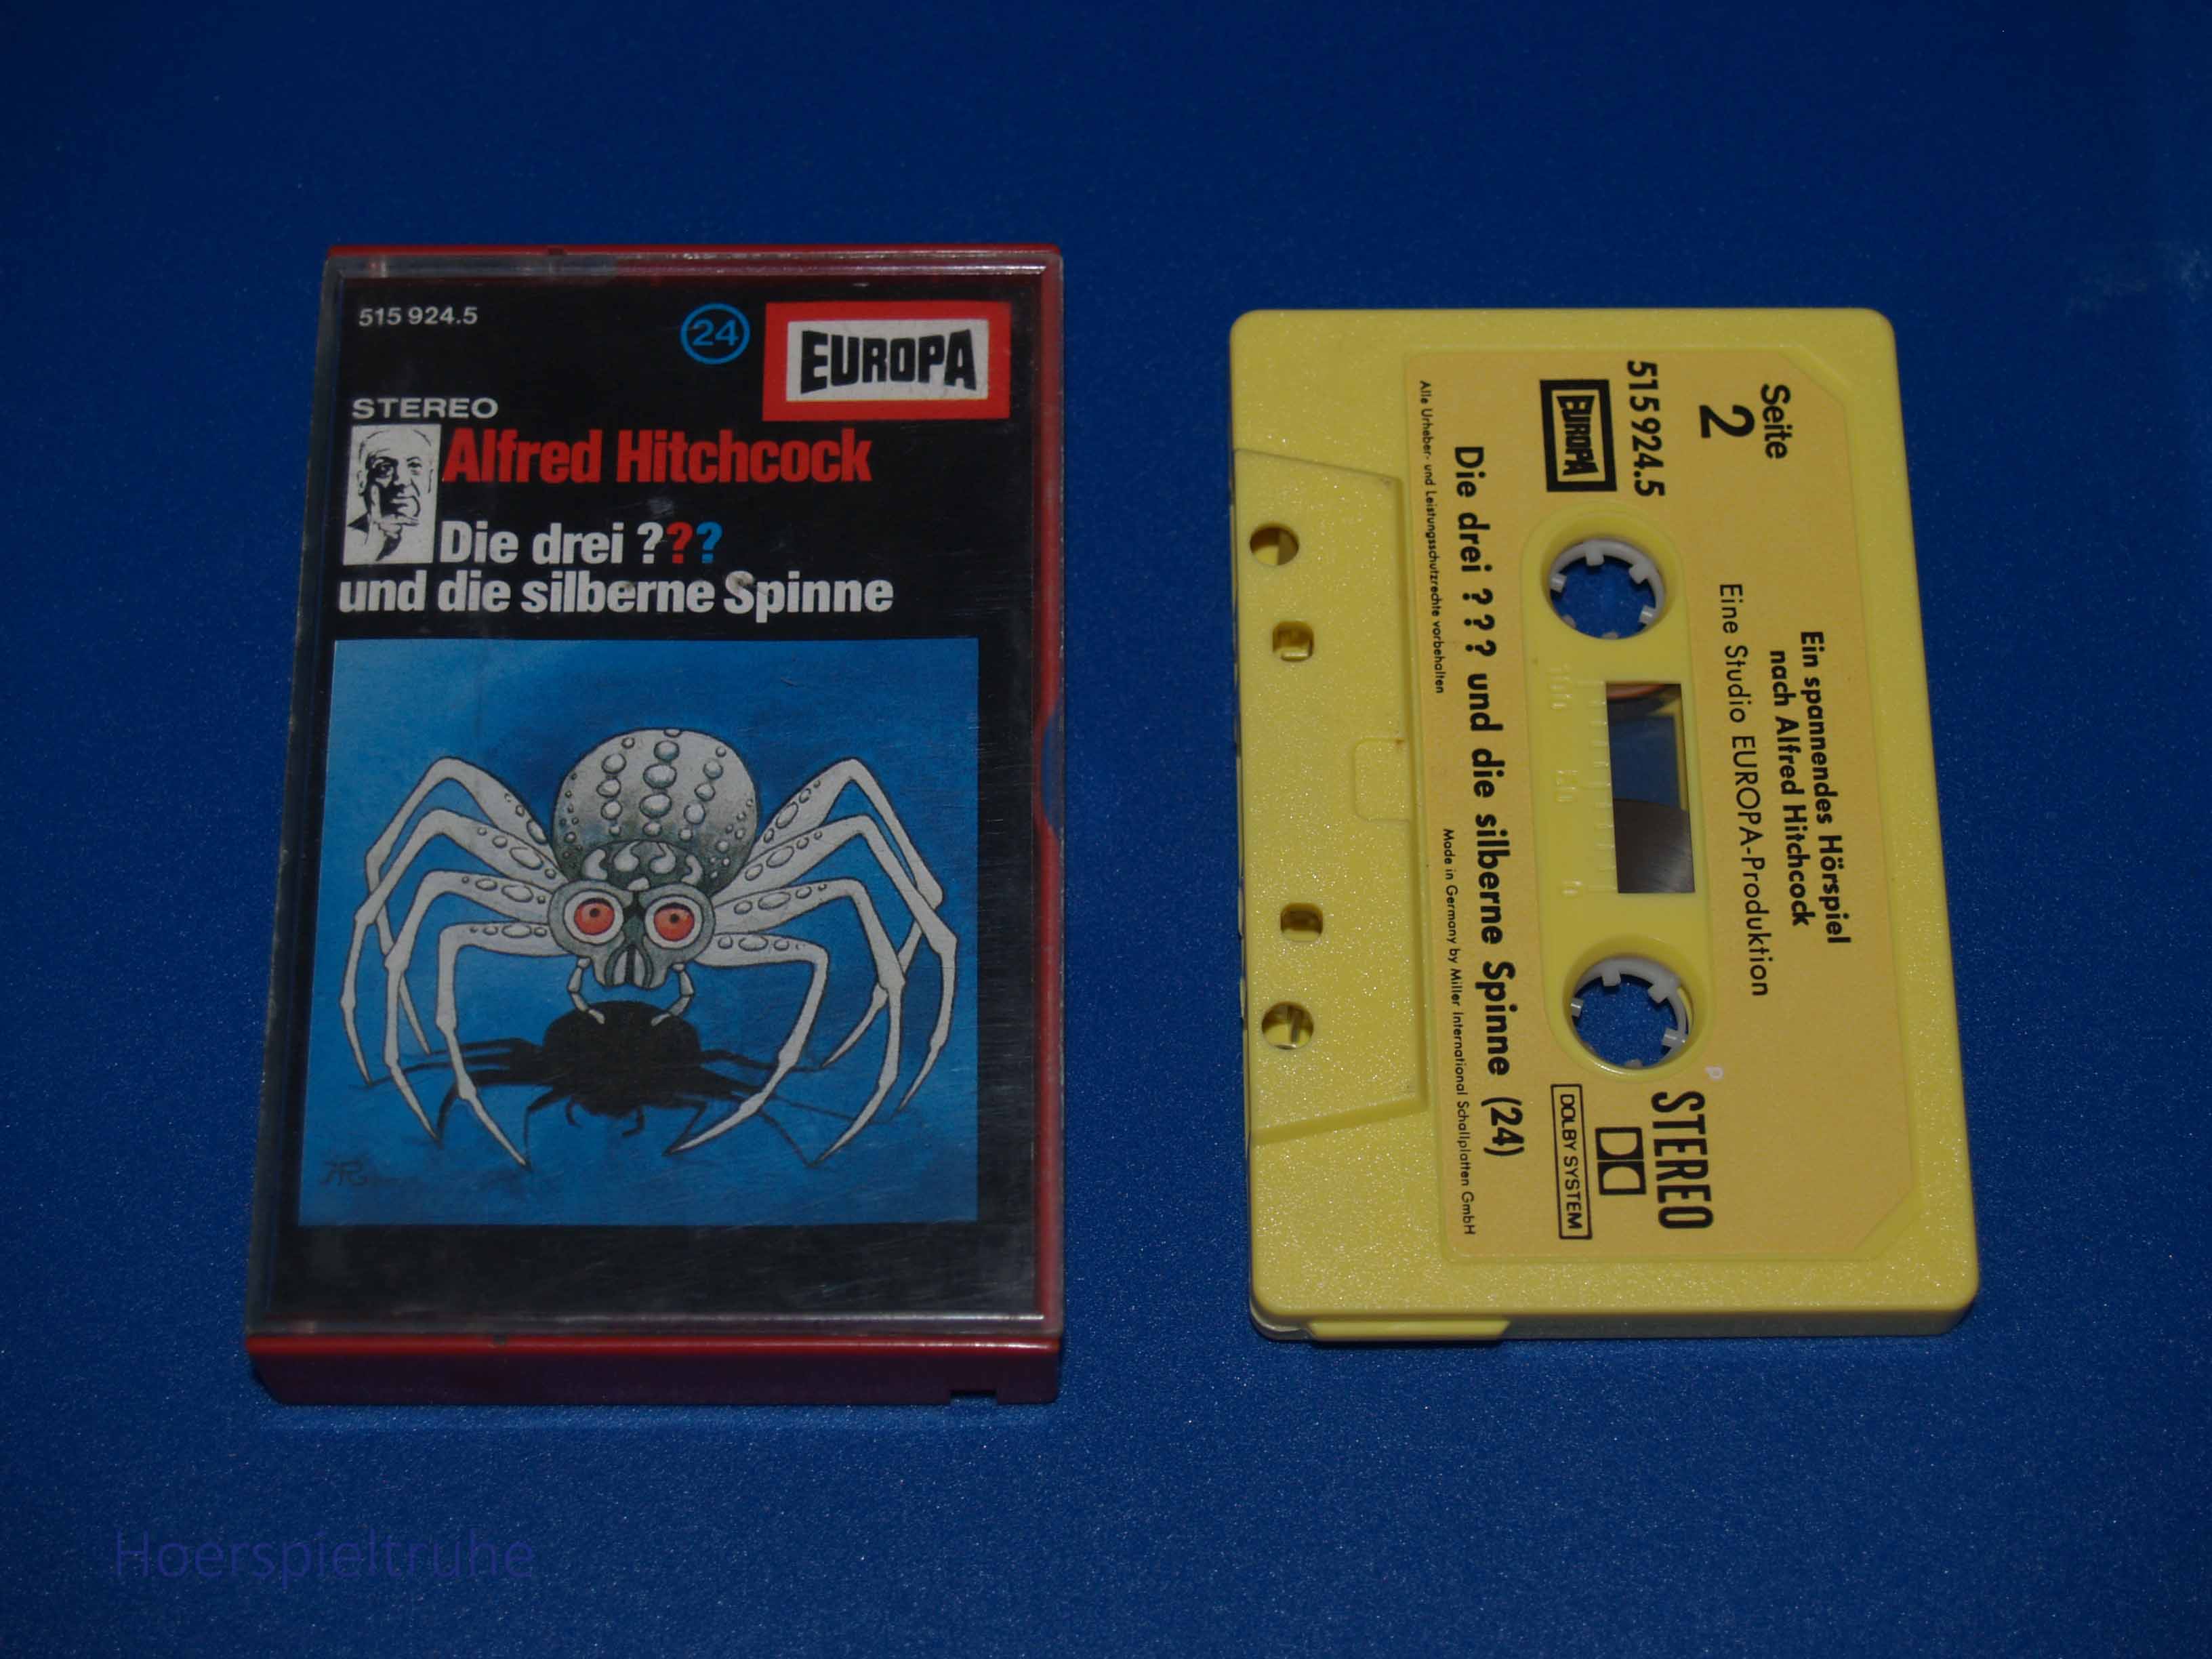 515 924.5
24
EUROPA
STEREO
Alfred Hitchcock
Die drei ???
und die silberne Spinne
Seite
2
515 924.5
EUROPA
Ein spannendes Hörspiel
nach Alfred Hitchcock
Eine Studio EUROPA-Produktion
STEREO
DOLBY SYSTEM
Die drei ? ? ? und die silberne Spinne (24)
Alle Urheber- und Leistungsschutzrechte vorbehalten
Made in Germany by Miller International Schallplatten GmbH
P
Hoerspieltruhe